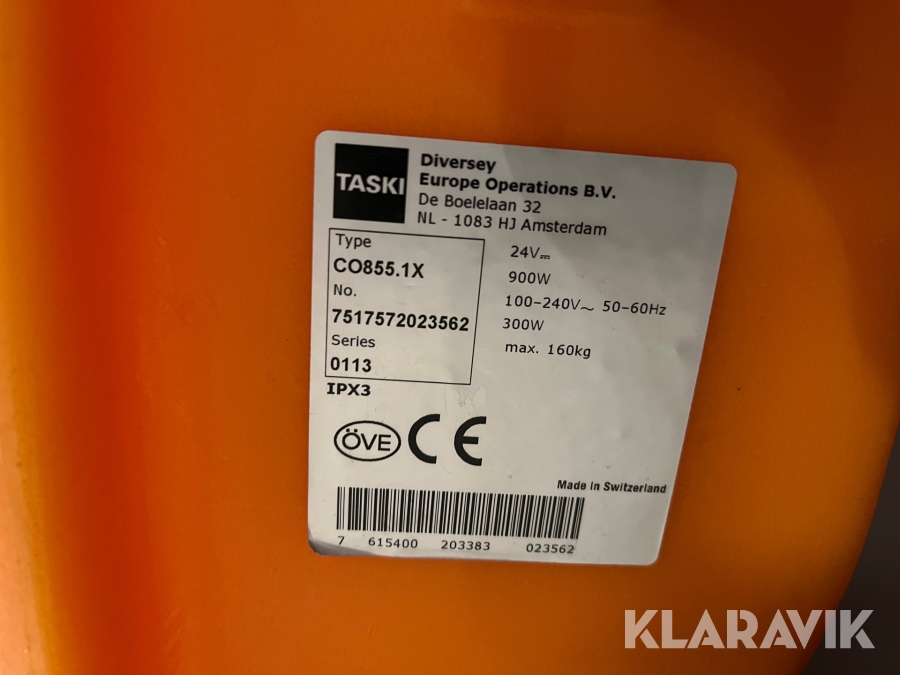 TASKI
Diversey
Europe Operations B.V.
De Boelelaan 32
NL - 1083 HJ Amsterdam
Type
CO855.1X
No.
7517572023562
Series
0113
IPX3
24V⎓
900W
100-240V~ 50-60Hz
300W
max. 160kg
ÖVE CE
Made in Switzerland
7 615400 203383 023562
KLARAVIK